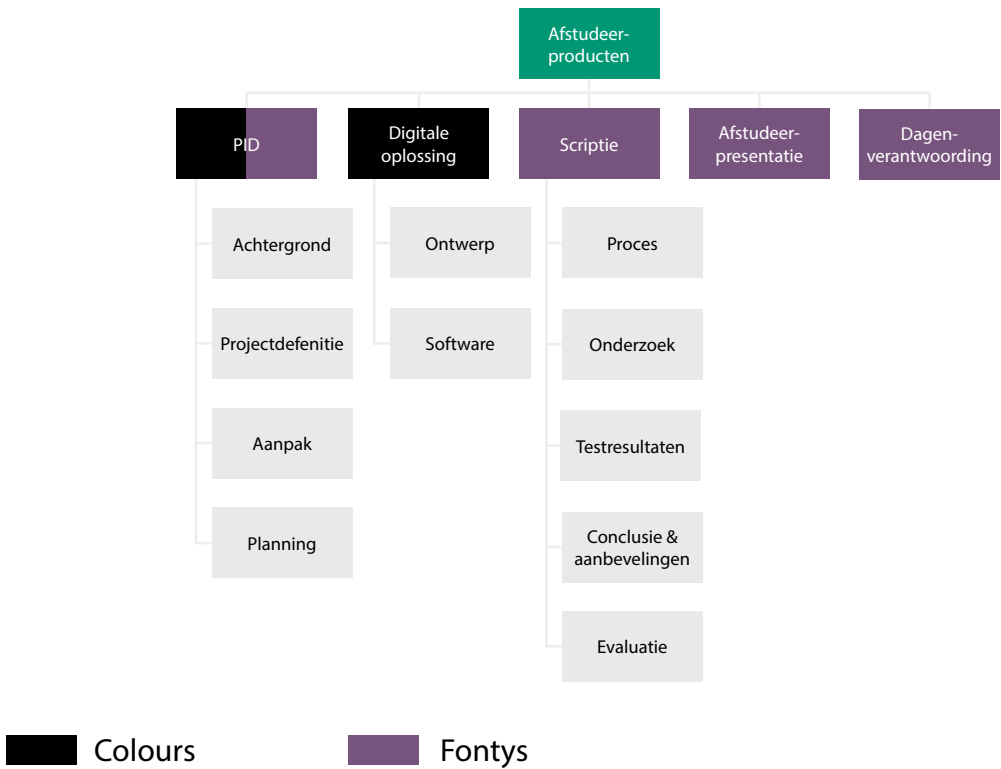 Afstudeer-
producten
PID
Digitale
oplossing
Scriptie
Afstudeer-
presentatie
Dagen-
verantwoording
Achtergrond
Projectdefenitie
Aanpak
Planning
Ontwerp
Software
Proces
Onderzoek
Testresultaten
Conclusie &
aanbevelingen
Evaluatie
Colours
Fontys